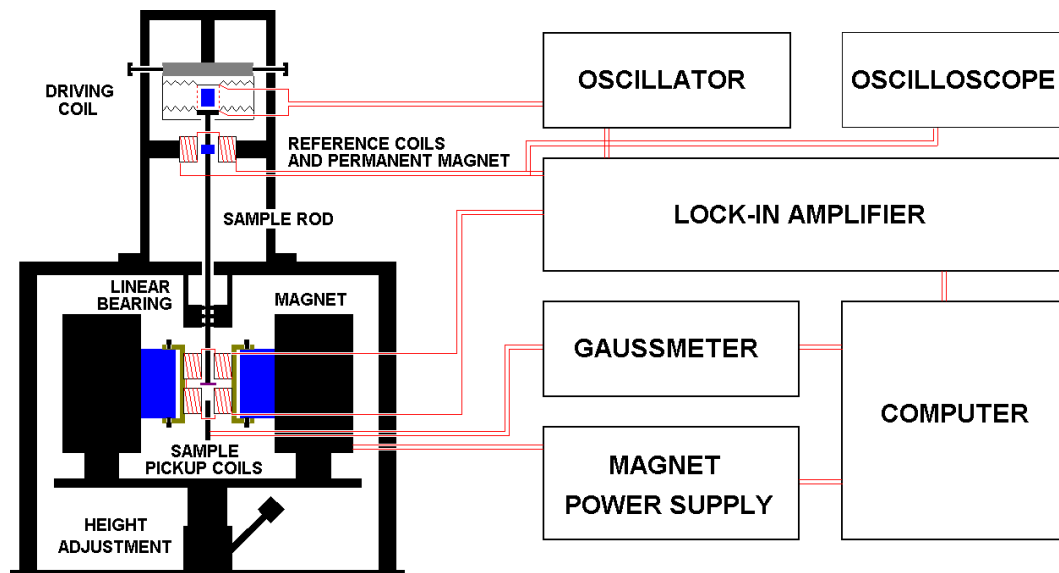 DRIVING
COIL
OSCILLATOR
OSCILLOSCOPE
REFERENCE COILS
AND PERMANENT MAGNET
LOCK-IN AMPLIFIER
SAMPLE ROD
LINEAR
BEARING
MAGNET
GAUSSMETER
COMPUTER
SAMPLE
PICKUP COILS
MAGNET
POWER SUPPLY
HEIGHT
ADJUSTMENT